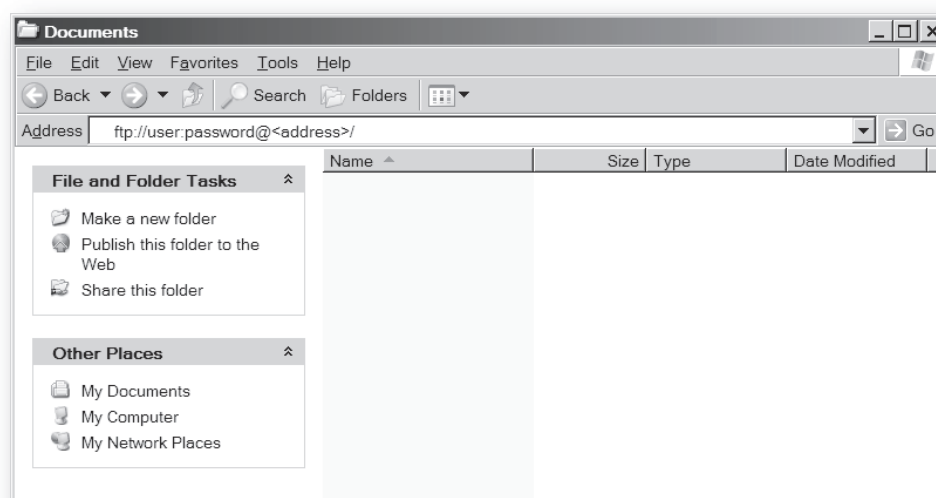 Documents
File Edit View Favorites Tools Help
Back Search Folders
Address ftp://user:password@<address>/ Go
Name Size Type Date Modified
File and Folder Tasks
Make a new folder
Publish this folder to the
Web
Share this folder
Other Places
My Documents
My Computer
My Network Places